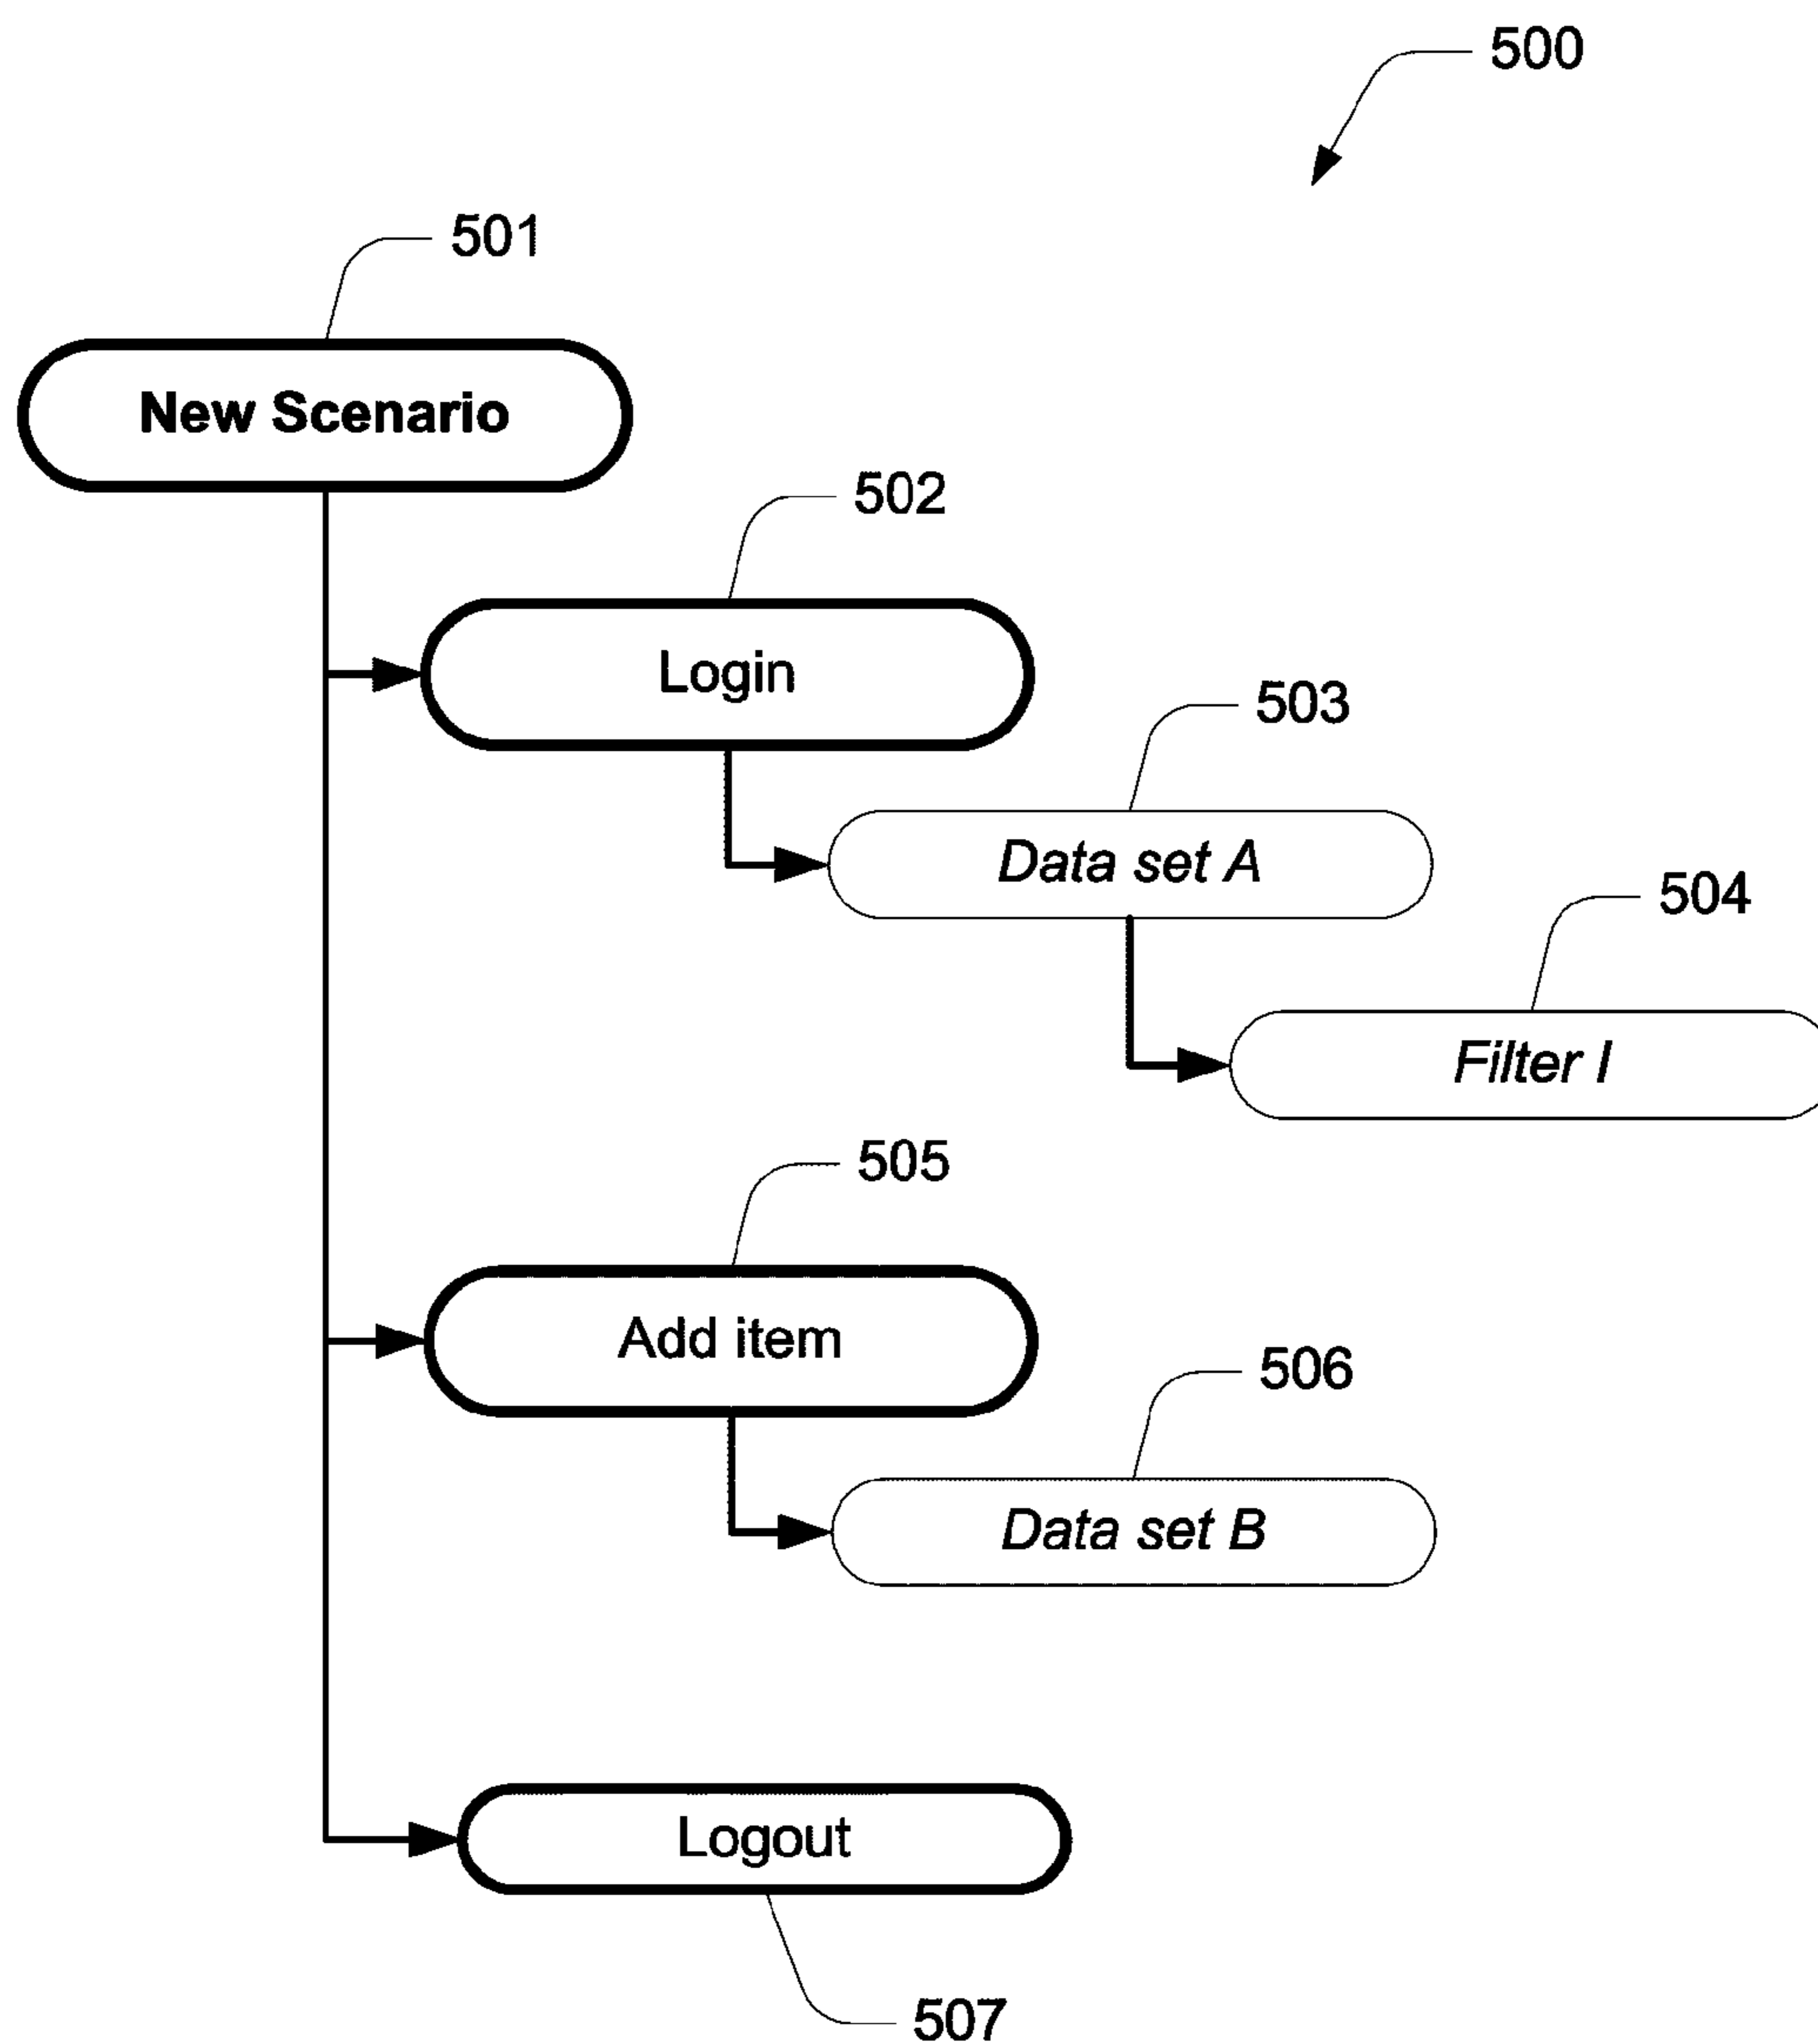 500
501
New Scenario
502
Login
503
Data set A
504
Filter I
505
Add item
506
Data set B
Logout
507